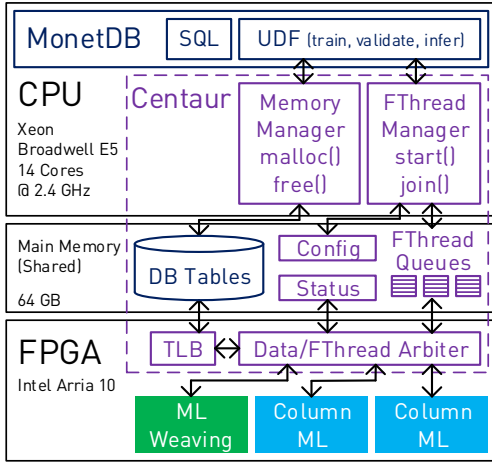 MonetDB
SQL
UDF (train, validate, infer)
CPU
Xeon
Broadwell E5
14 Cores
@ 2.4 GHz
Centaur
Memory
Manager
malloc()
free()
FThread
Manager
start()
join()
Main Memory
(Shared)
64 GB
DB Tables
Config
Status
FThread
Queues
FPGA
Intel Arria 10
TLB
Data/FThread Arbiter
ML
Weaving
Column
ML
Column
ML